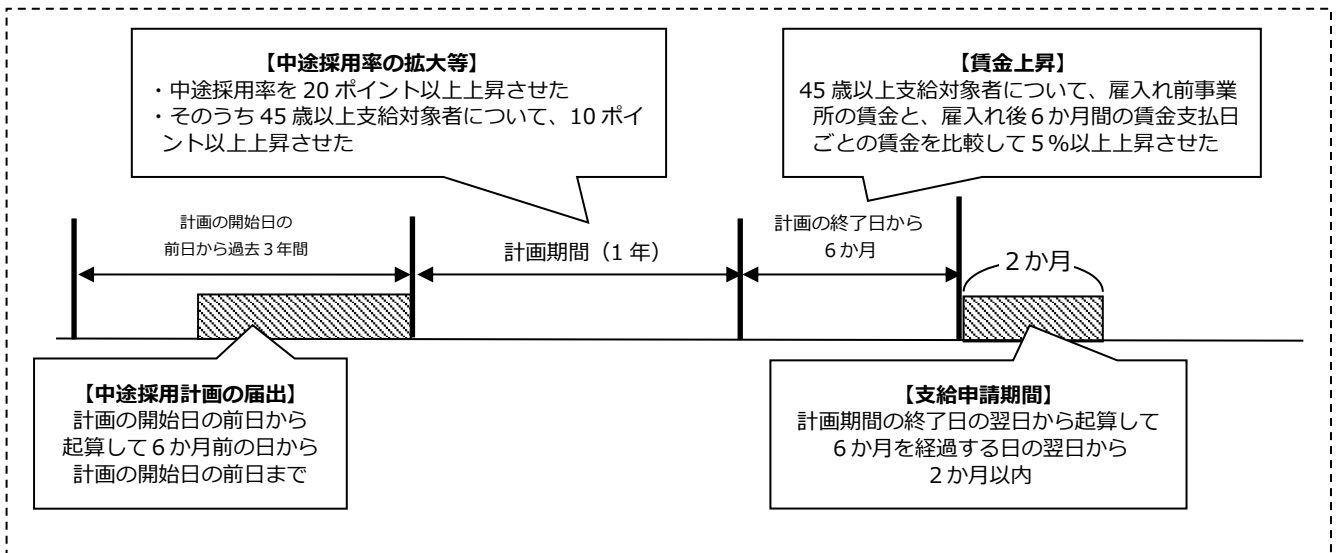 【中途採用率の拡大等】
・中途採用率を 20 ポイント以上上昇させた
・そのうち 45 歳以上支給対象者について、10 ポイ
ント以上上昇させた
【賃金上昇】
45 歳以上支給対象者について、雇入れ前事業
所の賃金と、雇入れ後６か月間の賃金支払日
ごとの賃金を比較して５%以上上昇させた
計画の開始日の
前日から過去３年間
計画期間（1 年）
計画の終了日から
６か月
２か月
【中途採用計画の届出】
計画の開始日の前日から
起算して６か月前の日から
計画の開始日の前日まで
【支給申請期間】
計画期間の終了日の翌日から起算して
６か月を経過する日の翌日から
２か月以内